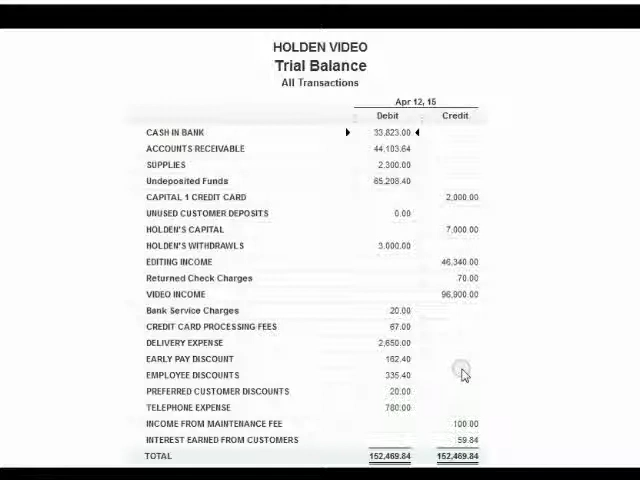 HOLDEN VIDEO
Trial Balance
All Transactions
Apr 12, 15
Debit Credit
CASH IN BANK 33,823.00
ACCOUNTS RECEIVABLE 44,103.64
SUPPLIES 2,300.00
Undeposited Funds 65,208.40
CAPITAL 1 CREDIT CARD 2,000.00
UNUSED CUSTOMER DEPOSITS 0.00
HOLDEN'S CAPITAL 7,000.00
HOLDEN'S WITHDRAWLS 3,000.00
EDITING INCOME 46,340.00
Returned Check Charges 70.00
VIDEO INCOME 96,900.00
Bank Service Charges 20.00
CREDIT CARD PROCESSING FEES 67.00
DELIVERY EXPENSE 2,650.00
EARLY PAY DISCOUNT 162.40
EMPLOYEE DISCOUNTS 335.40
PREFERRED CUSTOMER DISCOUNTS 20.00
TELEPHONE EXPENSE 780.00
INCOME FROM MAINTENANCE FEE 100.00
INTEREST EARNED FROM CUSTOMERS 59.84
TOTAL 152,469.84 152,469.84